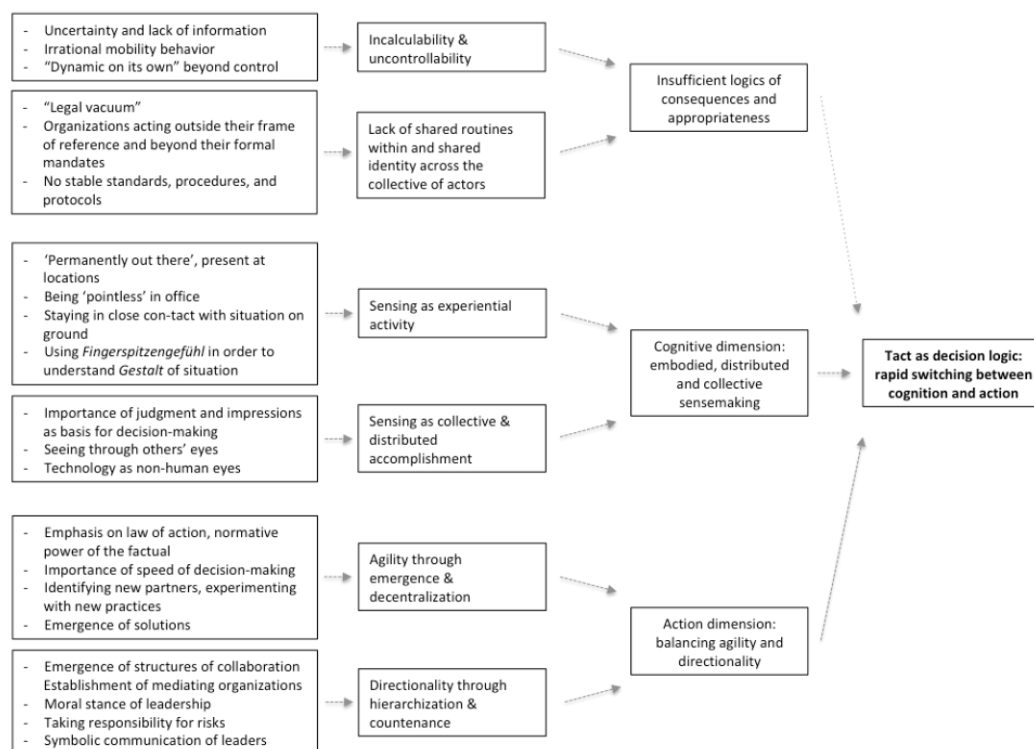 - Uncertainty and lack of information
- Irrational mobility behavior
- “Dynamic on its own” beyond control
Incalculability &
uncontrollability
Insufficient logics of
consequences and
appropriateness
- “Legal vacuum”
- Organizations acting outside their frame
of reference and beyond their formal
mandates
- No stable standards, procedures, and
protocols
Lack of shared routines
within and shared
identity across the
collective of actors
- ‘Permanently out there’, present at
locations
- Being ‘pointless’ in office
- Staying in close con-tact with situation on
ground
- Using Fingerspitzengefühl in order to
understand Gestalt of situation
Sensing as experiential
activity
Cognitive dimension:
embodied, distributed
and collective
sensemaking
Tact as decision logic:
rapid switching between
cognition and action
- Importance of judgment and impressions
as basis for decision-making
- Seeing through others’ eyes
- Technology as non-human eyes
Sensing as collective &
distributed
accomplishment
- Emphasis on law of action, normative
power of the factual
- Importance of speed of decision-making
- Identifying new partners, experimenting
with new practices
- Emergence of solutions
Agility through
emergence &
decentralization
Action dimension:
balancing agility and
directionality
- Emergence of structures of collaboration
Establishment of mediating organizations
- Moral stance of leadership
- Taking responsibility for risks
- Symbolic communication of leaders
Directionality through
hierarchization &
countenance